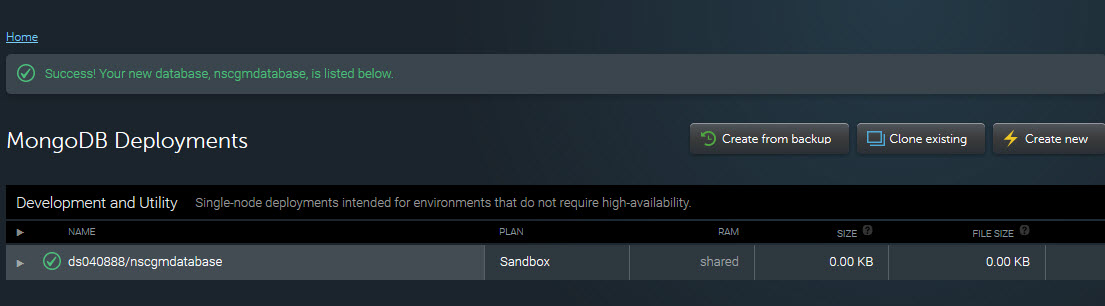 Home
Success! Your new database, nscgmdatabase, is listed below.
MongoDB Deployments
Create from backup
Clone existing
Create new
Development and Utility Single-node deployments intended for environments that do not require high-availability.
NAME PLAN RAM SIZE ? FILE SIZE ?
ds040888/nscgmdatabase Sandbox shared 0.00 KB 0.00 KB